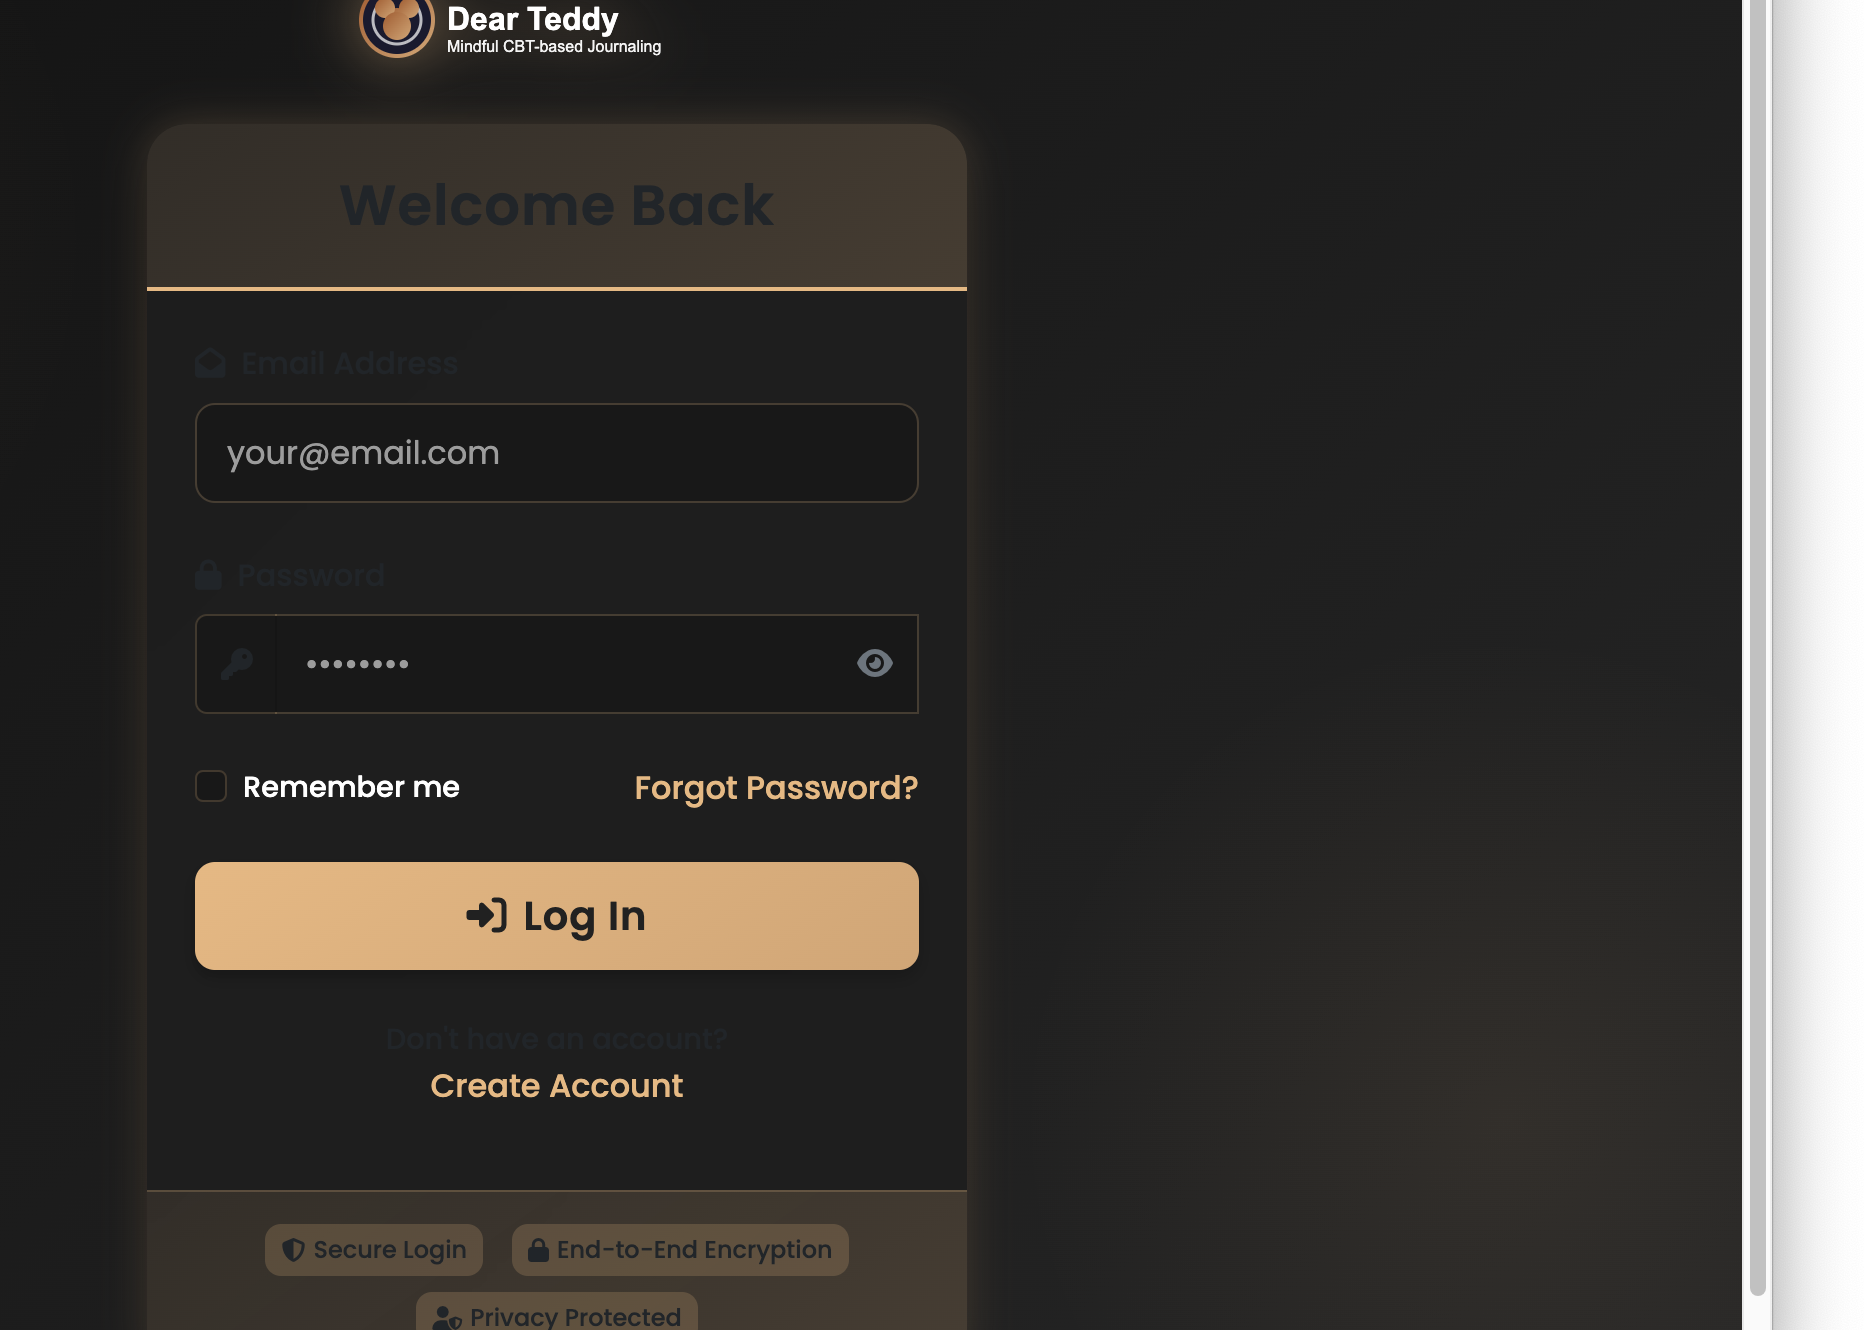 Dear Teddy
Mindful CBT-based Journaling
Welcome Back
Email Address
your@email.com
Password
••••••••
Remember me
Forgot Password?
Log In
Don't have an account?
Create Account
Secure Login
End-to-End Encryption
Privacy Protected